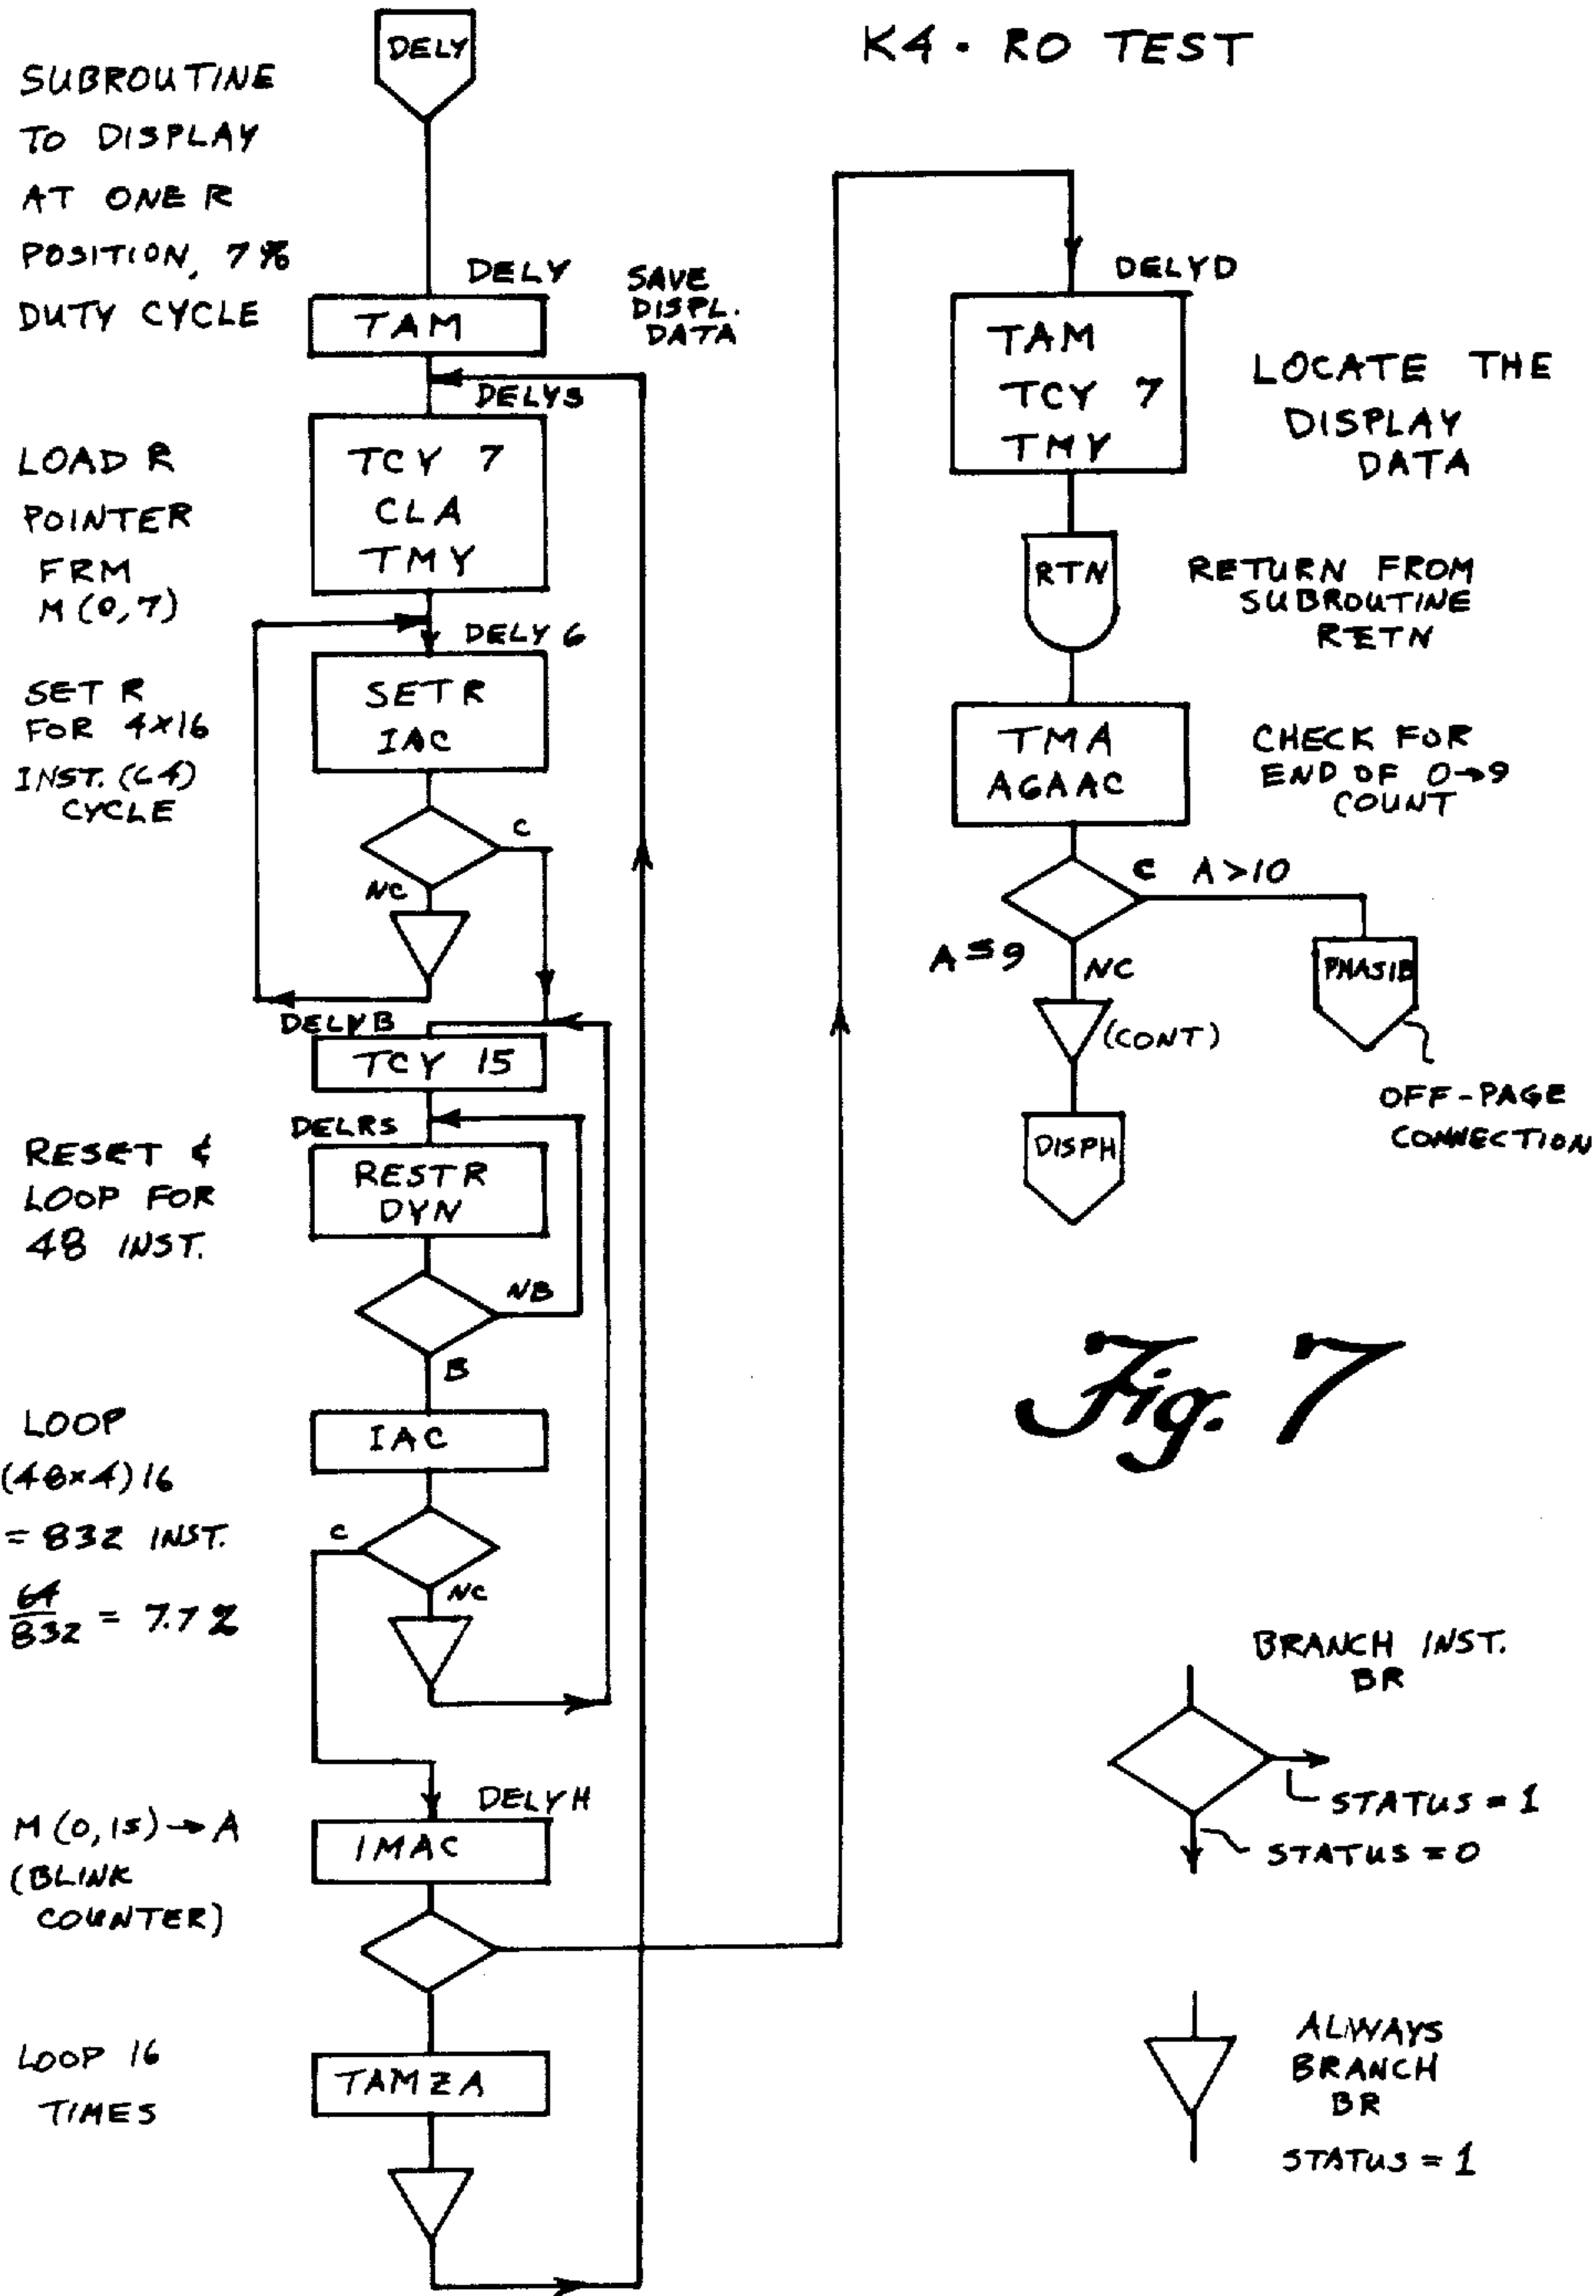 K4 - RO TEST
DELY
SUBROUTINE
TO DISPLAY
AT ONE R
POSITION, 7%
DUTY CYCLE
DELY
TAM
SAVE
DISPL.
DATA
DELYS
LOAD R
POINTER
FRM
M(0,7)
TCY 7
CLA
TMY
DELY6
SET R
FOR 4×16
INST. (64)
CYCLE
SETR
IAC
C
NC
DELYB
TCY 15
DELRS
RESET &
LOOP FOR
48 INST.
RESTR
DYN
NB
B
LOOP
(48×4)16
= 832 INST.
64
832 = 7.7%
IAC
C
NC
DELYH
M(0,15)→A
(BLINK
COUNTER)
IMAC
LOOP 16
TIMES
TAMZA
DELYD
TAM
TCY 7
TMY
LOCATE THE
DISPLAY
DATA
RTN
RETURN FROM
SUBROUTINE
RETN
TMA
AGAAC
CHECK FOR
END OF 0→9
COUNT
C A>10
A≤9
NC
(CONT)
PHASIB
OFF-PAGE
CONNECTION
DISPH
Fig. 7
BRANCH INST.
BR
STATUS = 1
STATUS = 0
ALWAYS
BRANCH
BR
STATUS = 1